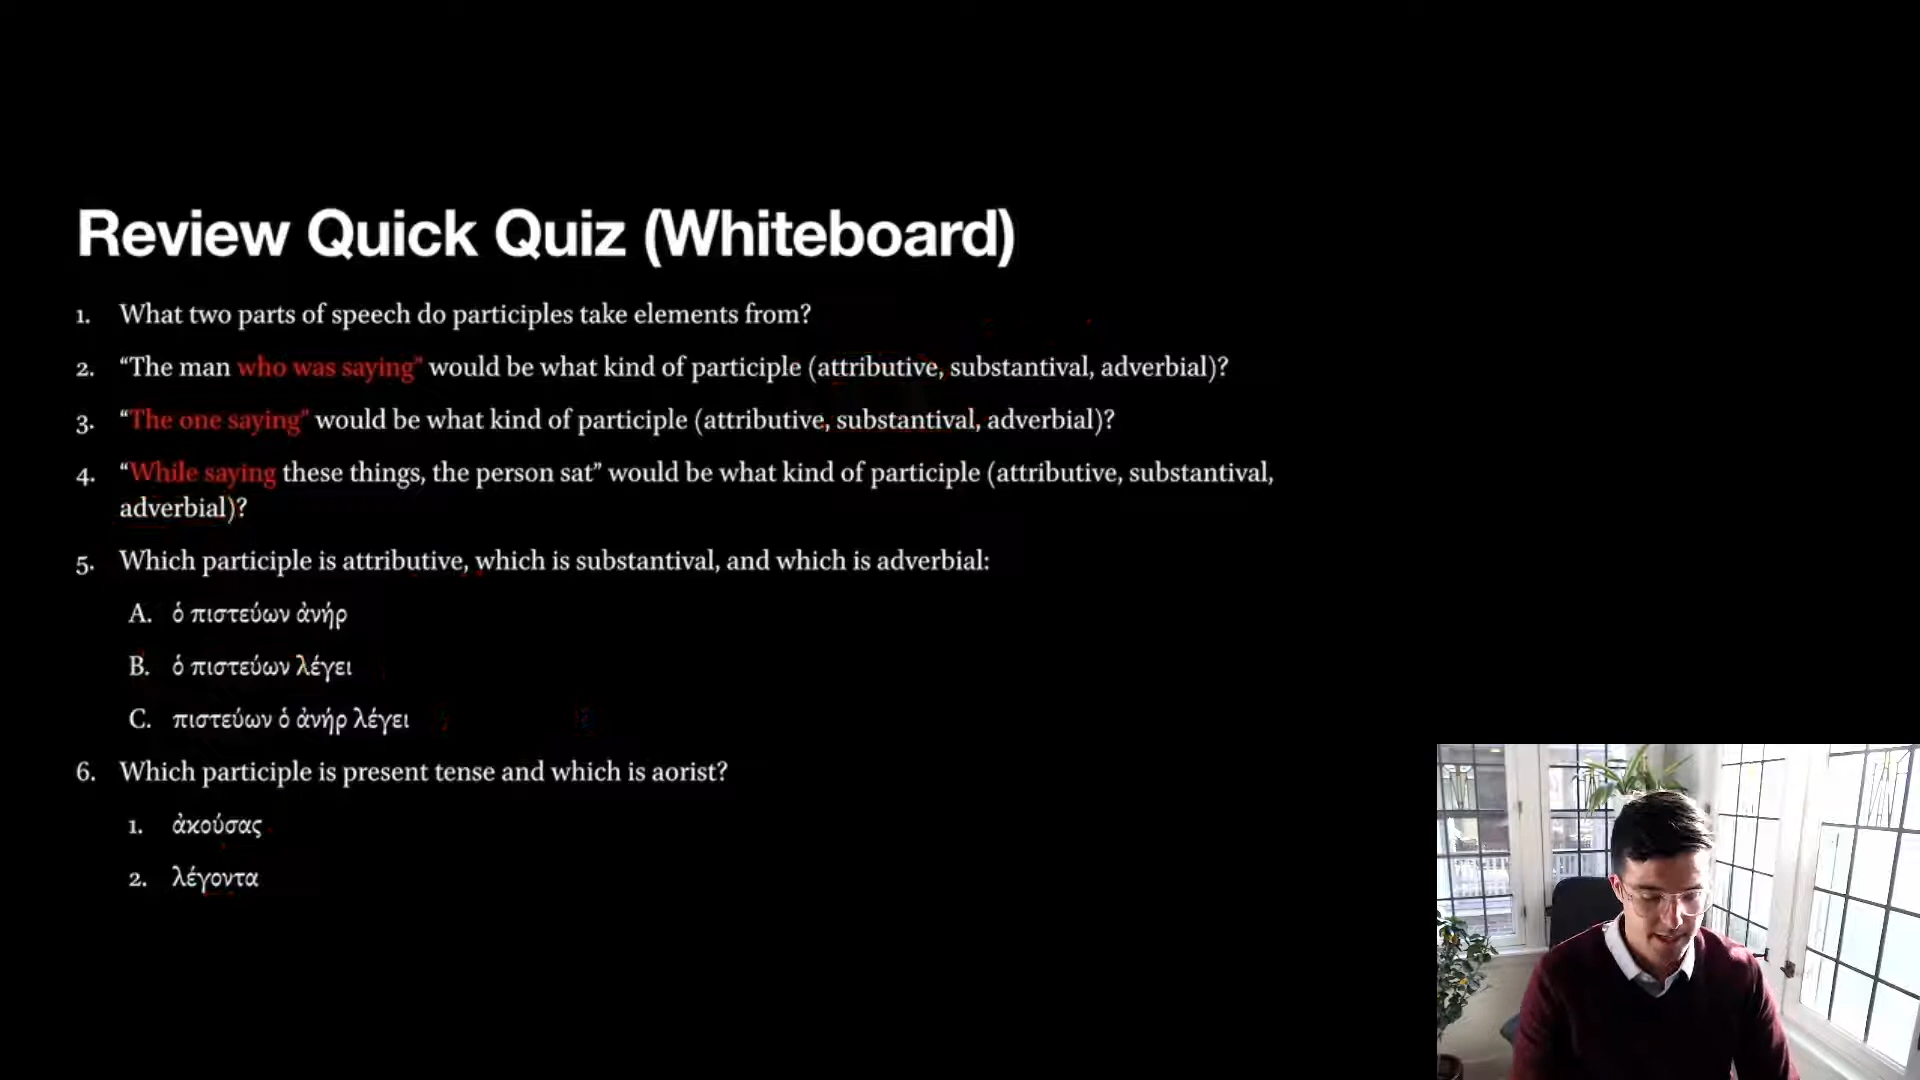 Review Quick Quiz (Whiteboard)
1. What two parts of speech do participles take elements from?
2. “The man who was saying” would be what kind of participle (attributive, substantival, adverbial)?
3. “The one saying” would be what kind of participle (attributive, substantival, adverbial)?
4. “While saying these things, the person sat” would be what kind of participle (attributive, substantival,
adverbial)?
5. Which participle is attributive, which is substantival, and which is adverbial:
A. ὁ πιστεύων ἀνήρ
B. ὁ πιστεύων λέγει
C. πιστεύων ὁ ἀνήρ λέγει
6. Which participle is present tense and which is aorist?
1. ἀκούσας
2. λέγοντα